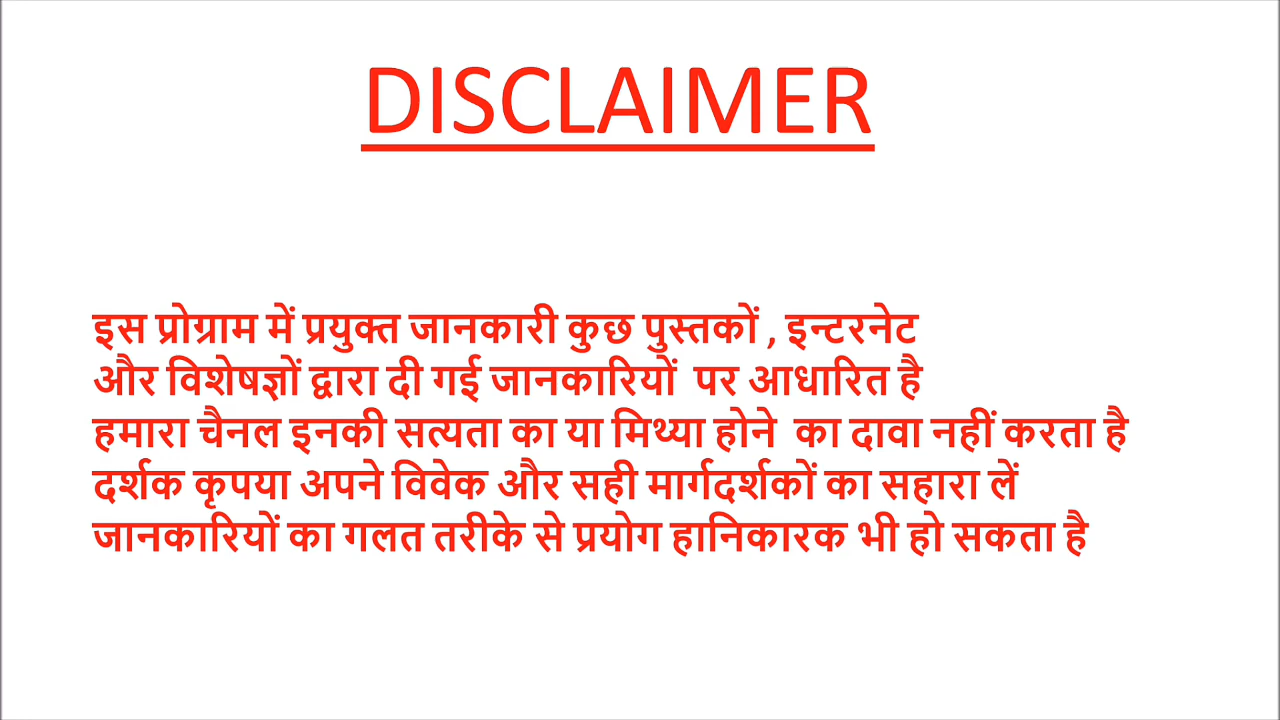 DISCLAIMER
इस प्रोग्राम में प्रयुक्त जानकारी कुछ पुस्तकों , इन्टरनेट
और विशेषज्ञों द्वारा दी गई जानकारियों पर आधारित है
हमारा चैनल इनकी सत्यता का या मिथ्या होने का दावा नहीं करता है
दर्शक कृपया अपने विवेक और सही मार्गदर्शकों का सहारा लें
जानकारियों का गलत तरीके से प्रयोग हानिकारक भी हो सकता है